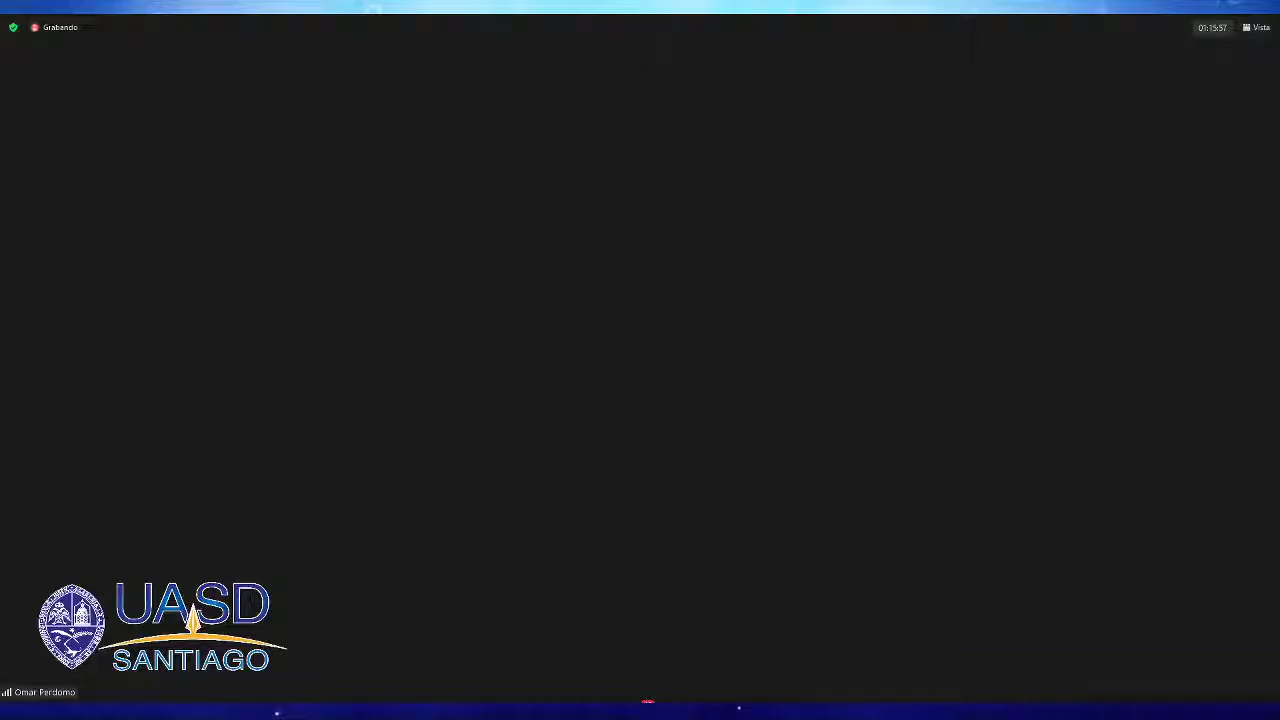 Grabando
01:15:57
Vista
UASD
SANTIAGO
Omar Perdomo